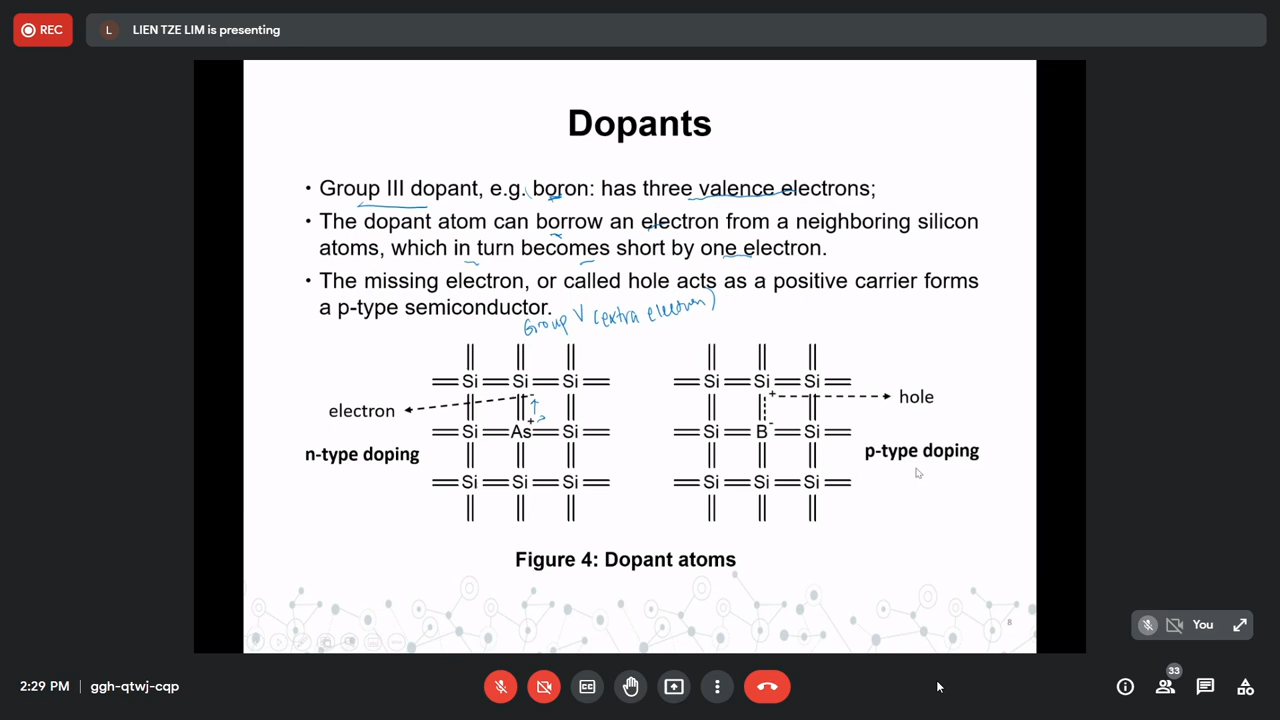 REC
L LIEN TZE LIM is presenting
Dopants
• Group III dopant, e.g. boron: has three valence electrons;
• The dopant atom can borrow an electron from a neighboring silicon
atoms, which in turn becomes short by one electron.
• The missing electron, or called hole acts as a positive carrier forms
a p-type semiconductor.
Group V (extra electron)
Si Si Si
electron
Si As + Si
n-type doping
Si Si Si
Si Si Si
+ hole
Si B - Si
p-type doping
Si Si Si
Figure 4: Dopant atoms
8
You
2:29 PM ggh-qtwj-cqp
33